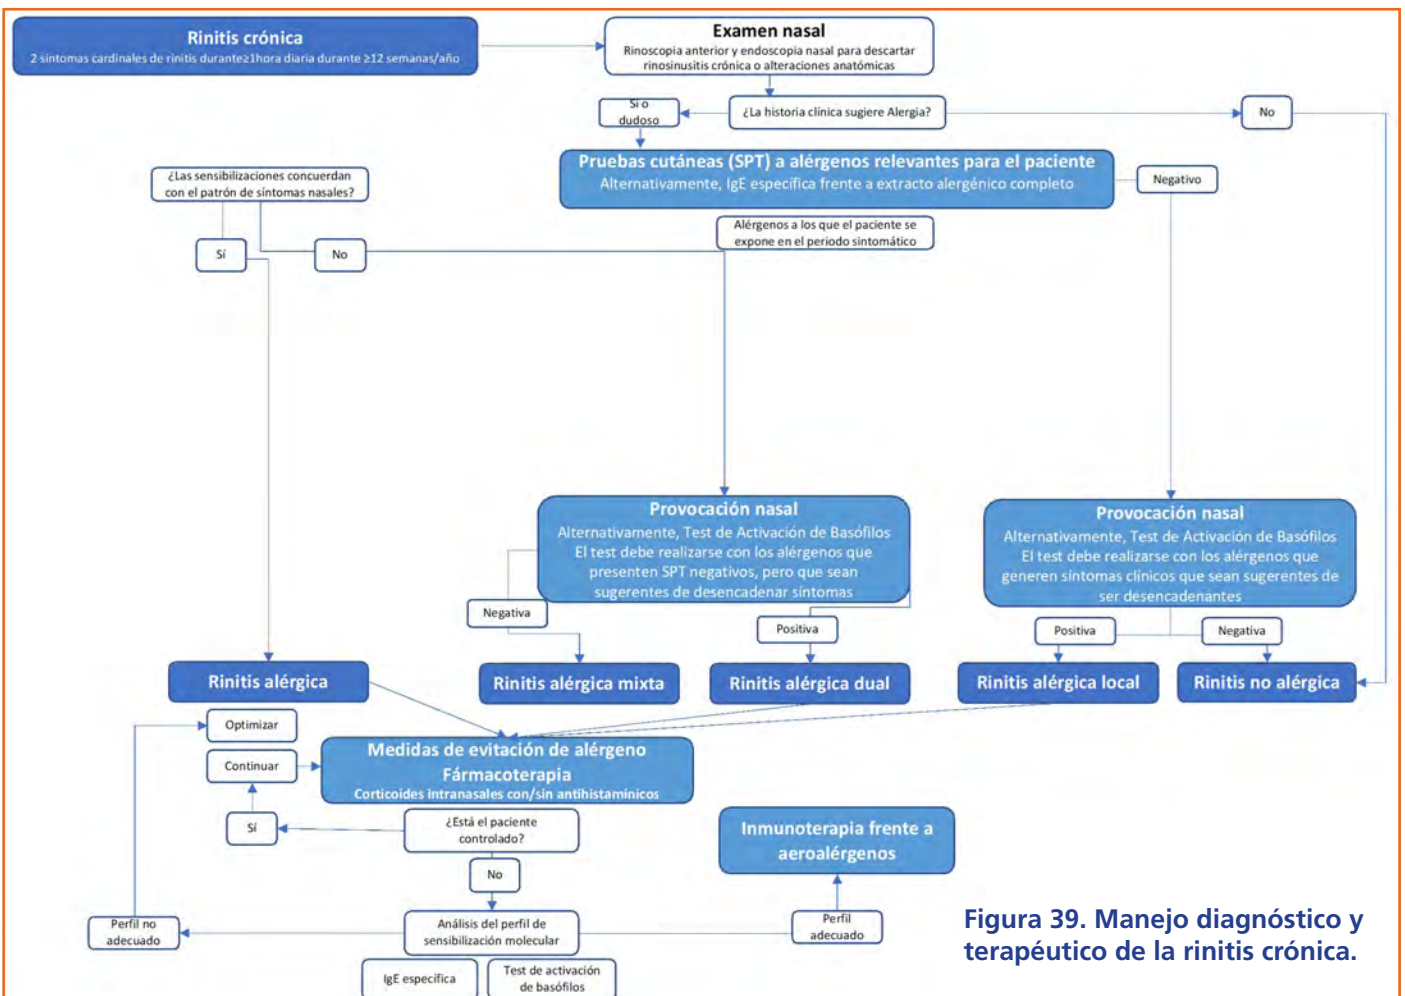 Rinitis crónica
2 síntomas cardinales de rinitis durante≥1hora diaria durante ≥12 semanas/año
Examen nasal
Rinoscopia anterior y endoscopia nasal para descartar
rinosinusitis crónica o alteraciones anatómicas
Sí o
dudoso
¿La historia clínica sugiere Alergia?
No
Pruebas cutáneas (SPT) a alérgenos relevantes para el paciente
Alternativamente, IgE específica frente a extracto alergénico completo
Negativo
¿Las sensibilizaciones concuerdan
con el patrón de síntomas nasales?
Alérgenos a los que el paciente se
expone en el periodo sintomático
Sí
No
Provocación nasal
Alternativamente, Test de Activación de Basófilos
El test debe realizarse con los alérgenos que
presenten SPT negativos, pero que sean
sugerentes de desencadenar síntomas
Provocación nasal
Alternativamente, Test de Activación de Basófilos
El test debe realizarse con los alérgenos que
generen síntomas clínicos que sean sugerentes de
ser desencadenantes
Negativa
Positiva
Positiva
Negativa
Rinitis alérgica
Rinitis alérgica mixta
Rinitis alérgica dual
Rinitis alérgica local
Rinitis no alérgica
Optimizar
Continuar
Medidas de evitación de alérgeno
Fármacoterapia
Corticoides intranasales con/sin antihistamínicos
Sí
¿Está el paciente
controlado?
Inmunoterapia frente a
aeroalérgenos
No
Perfil no
adecuado
Análisis del perfil de
sensibilización molecular
Perfil
adecuado
IgE específica
Test de activación
de basófilos
Figura 39. Manejo diagnóstico y
terapéutico de la rinitis crónica.